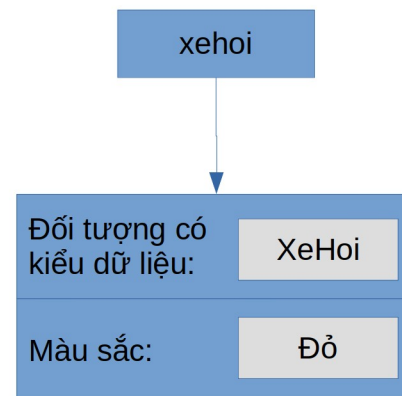 xehoi
Đối tượng có
kiểu dữ liệu:
XeHoi
Màu sắc:
Đỏ